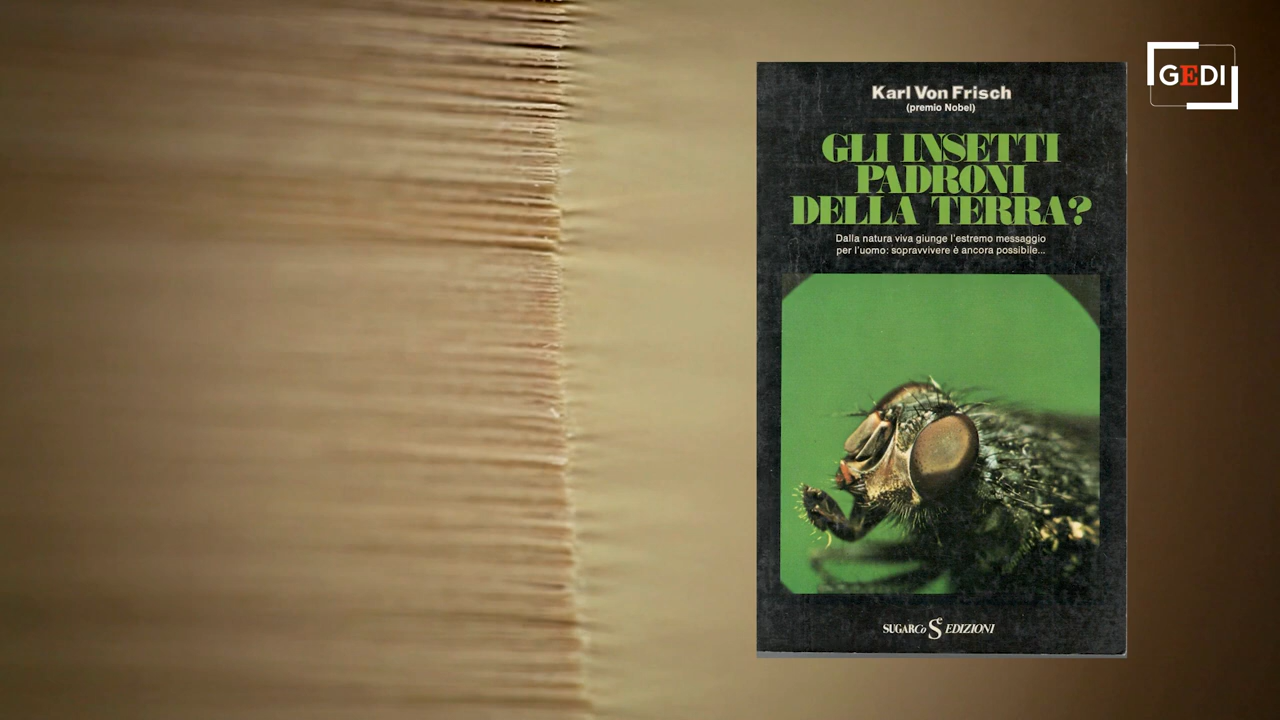 GEDI
Karl Von Frisch
(premio Nobel)
GLI INSETTI
PADRONI
DELLA TERRA?
Dalla natura viva giunge l'estremo messaggio
per l'uomo: sopravvivere è ancora possibile...
SUGARCo Se EDIZIONI